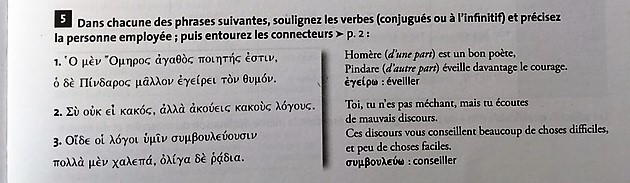 5 Dans chacune des phrases suivantes, soulignez les verbes (conjugués ou à l'infinitif) et précisez
la personne employée ; puis entourez les connecteurs ➤ p. 2 :
1. Ὁ μὲν Ὅμηρος ἀγαθὸς ποιητής ἐστιν,
ὁ δὲ Πίνδαρος μᾶλλον ἐγείρει τὸν θυμόν.
2. Σὺ οὐκ εἶ κακός, ἀλλὰ ἀκούεις κακοὺς λόγους.
3. Οἵδε οἱ λόγοι ὑμῖν συμβουλεύουσιν
πολλὰ μὲν χαλεπά, ὀλίγα δὲ ῥᾴδια.
Homère (d'une part) est un bon poète,
Pindare (d'autre part) éveille davantage le courage.
ἐγείρω : éveiller
Toi, tu n'es pas méchant, mais tu écoutes
de mauvais discours.
Ces discours vous conseillent beaucoup de choses difficiles,
et peu de choses faciles.
συμβουλεύω : conseiller